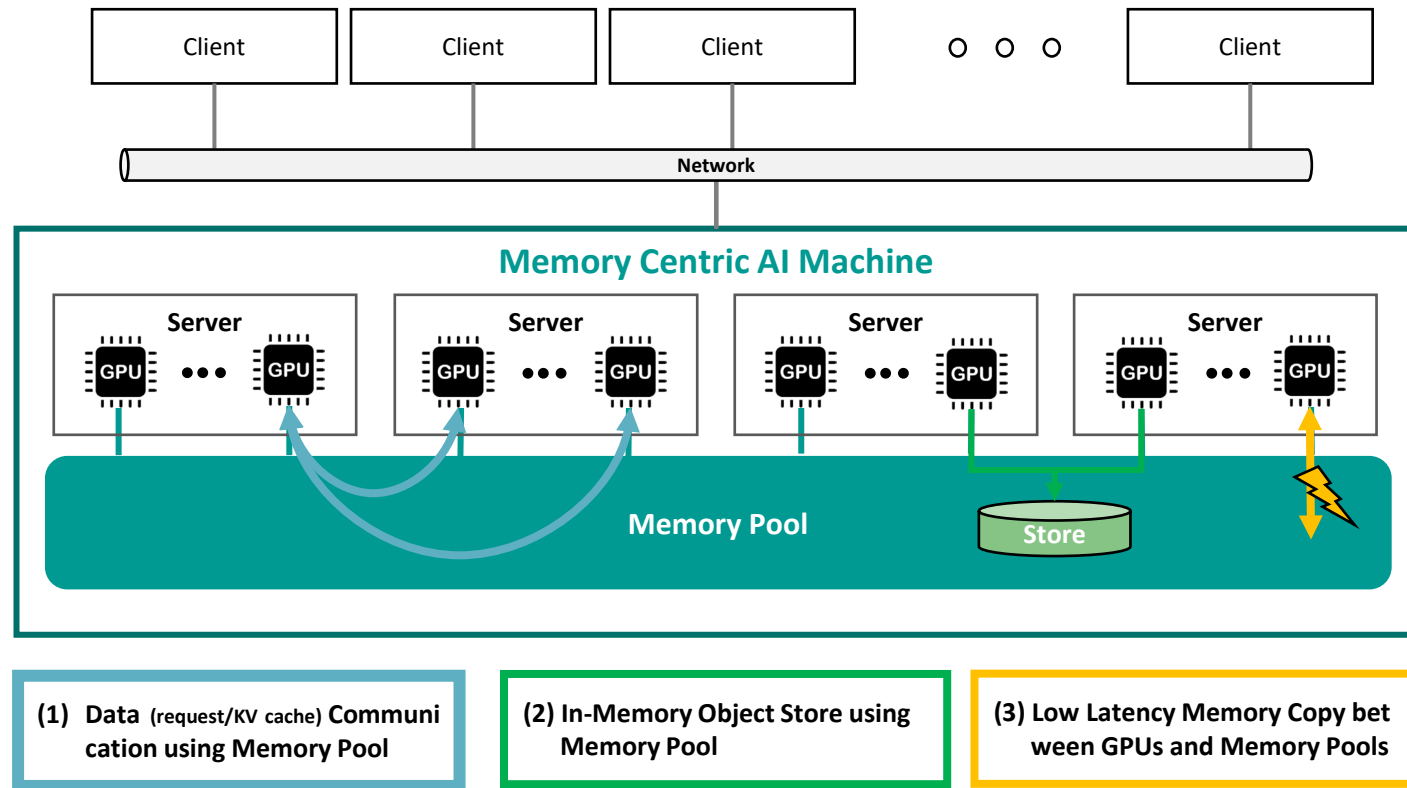 Client
Client
Client
Client
Network
Memory Centric AI Machine
Server
Server
Server
Server
GPU
GPU
GPU
GPU
GPU
GPU
GPU
GPU
Memory Pool
Store
(1) Data (request/KV cache) Communi
cation using Memory Pool
(2) In-Memory Object Store using
Memory Pool
(3) Low Latency Memory Copy bet
ween GPUs and Memory Pools